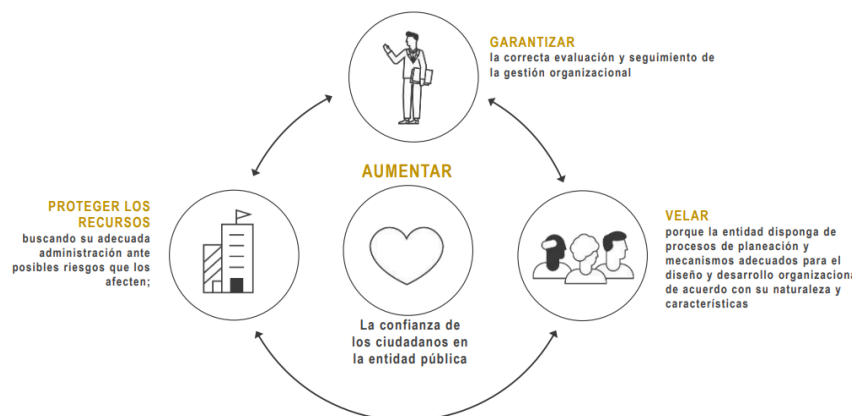 GARANTIZAR
la correcta evaluación y seguimiento de
la gestión organizacional
AUMENTAR
La confianza de
los ciudadanos en
la entidad pública
PROTEGER LOS
RECURSOS
buscando su adecuada
administración ante
posibles riesgos que los
afecten;
VELAR
porque la entidad disponga de
procesos de planeación y
mecanismos adecuados para el
diseño y desarrollo organizaciona
de acuerdo con su naturaleza y
características